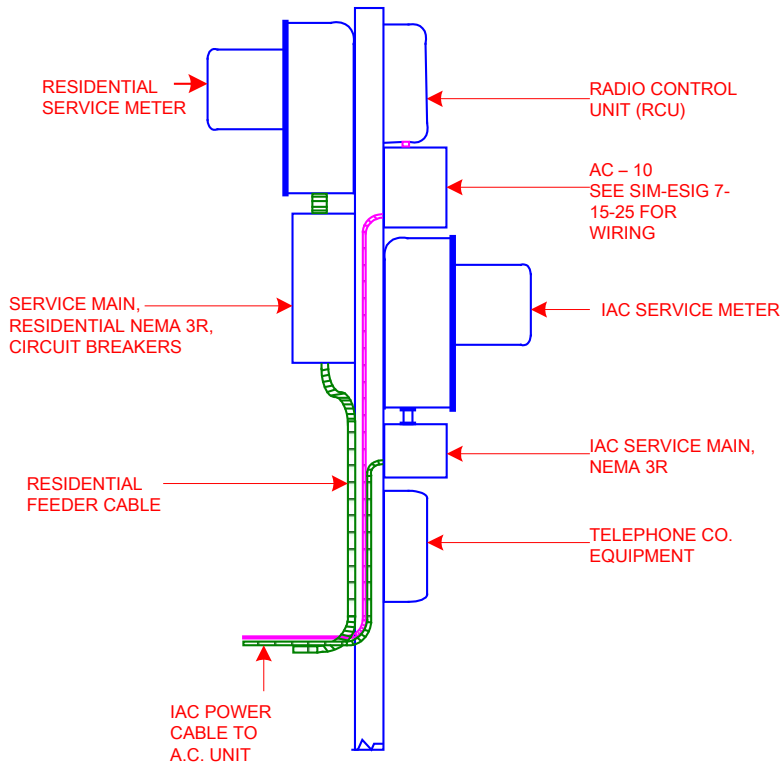 RESIDENTIAL
SERVICE METER
RADIO CONTROL
UNIT (RCU)
AC – 10
SEE SIM-ESIG 7-
15-25 FOR
WIRING
SERVICE MAIN,
RESIDENTIAL NEMA 3R,
CIRCUIT BREAKERS
IAC SERVICE METER
IAC SERVICE MAIN,
NEMA 3R
RESIDENTIAL
FEEDER CABLE
TELEPHONE CO.
EQUIPMENT
IAC POWER
CABLE TO
A.C. UNIT